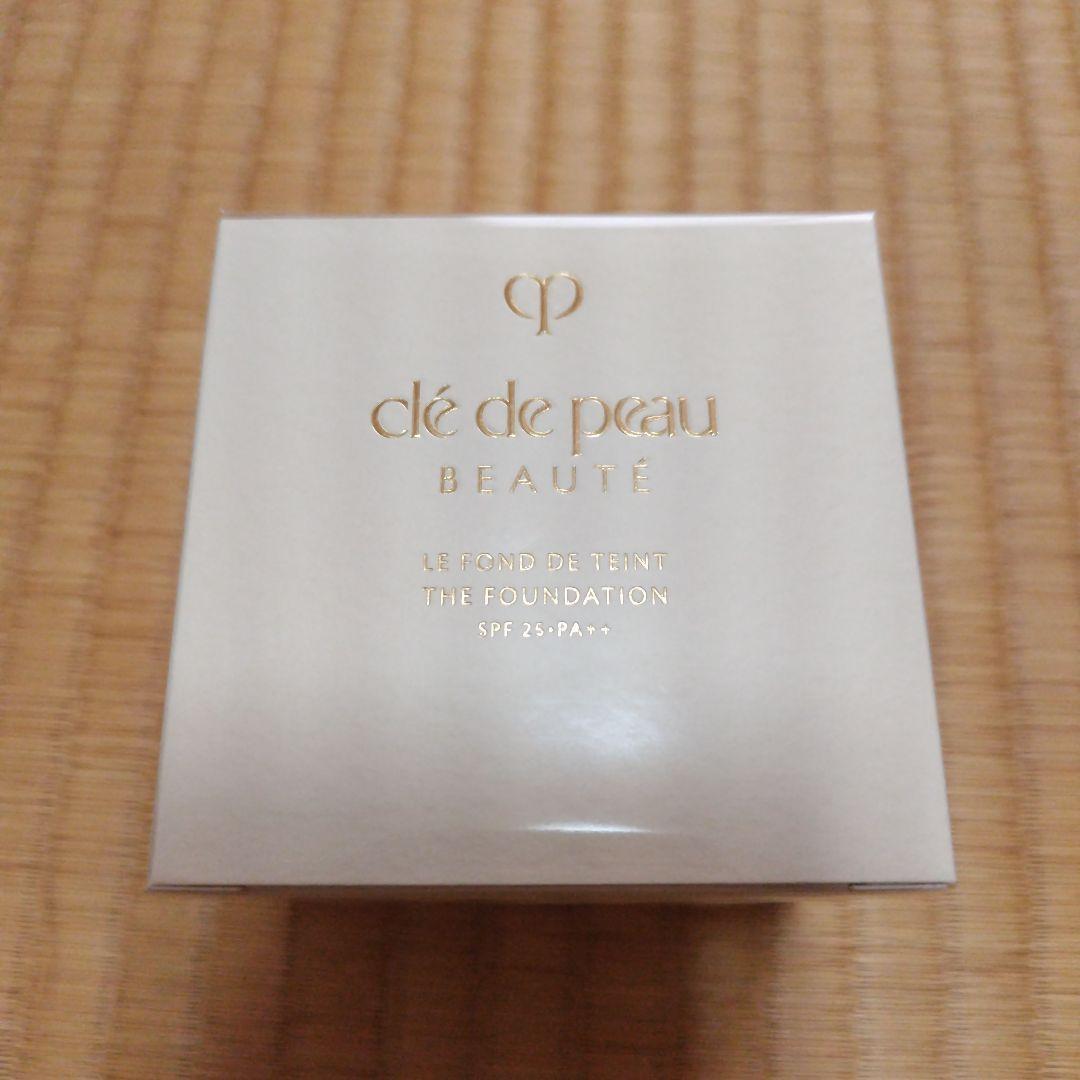 clé de peau
BEAUTÉ
LE FOND DE TEINT
THE FOUNDATION
SPF 25•PA++